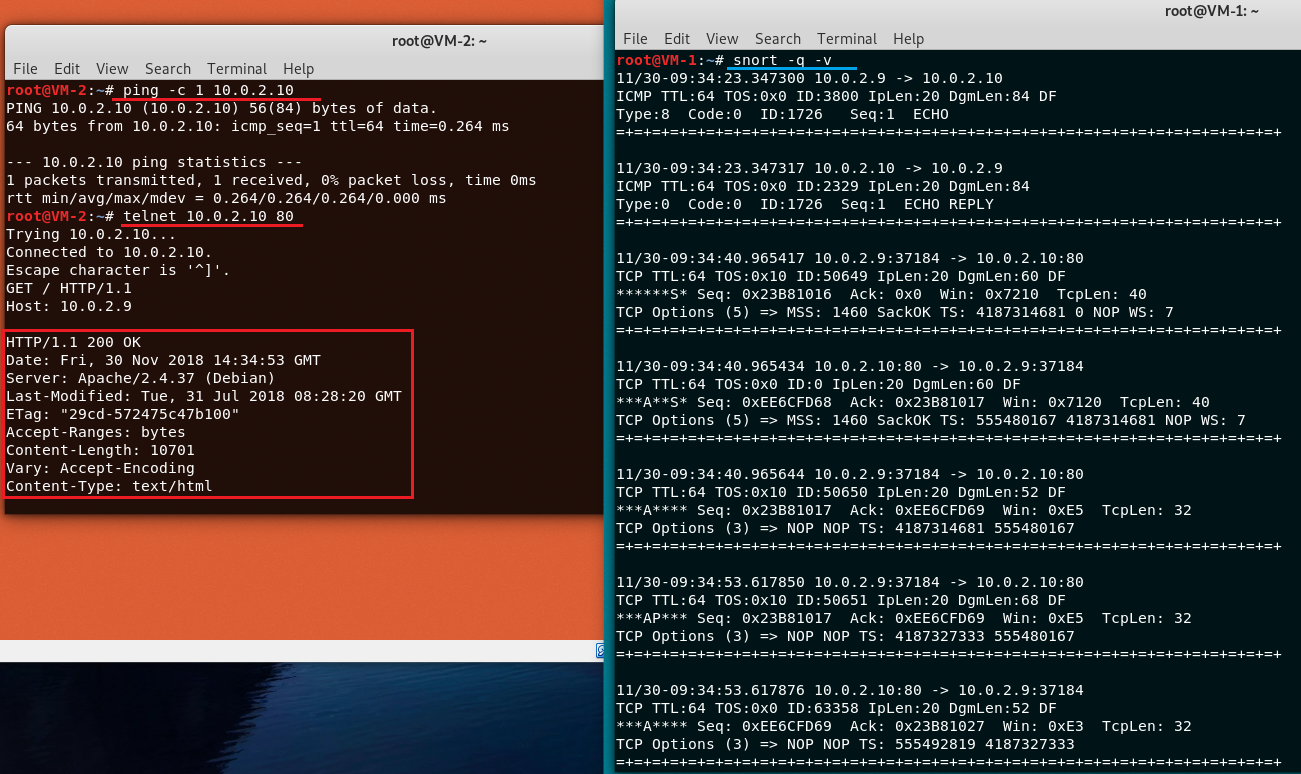 root@VM-2: ~
File Edit View Search Terminal Help
root@VM-2:~# ping -c 1 10.0.2.10
PING 10.0.2.10 (10.0.2.10) 56(84) bytes of data.
64 bytes from 10.0.2.10: icmp_seq=1 ttl=64 time=0.264 ms
--- 10.0.2.10 ping statistics ---
1 packets transmitted, 1 received, 0% packet loss, time 0ms
rtt min/avg/max/mdev = 0.264/0.264/0.264/0.000 ms
root@VM-2:~# telnet 10.0.2.10 80
Trying 10.0.2.10...
Connected to 10.0.2.10.
Escape character is '^]'.
GET / HTTP/1.1
Host: 10.0.2.9
HTTP/1.1 200 OK
Date: Fri, 30 Nov 2018 14:34:53 GMT
Server: Apache/2.4.37 (Debian)
Last-Modified: Tue, 31 Jul 2018 08:28:20 GMT
ETag: "29cd-572475c47b100"
Accept-Ranges: bytes
Content-Length: 10701
Vary: Accept-Encoding
Content-Type: text/html
root@VM-1: ~
File Edit View Search Terminal Help
root@VM-1:~# snort -q -v
11/30-09:34:23.347300 10.0.2.9 -> 10.0.2.10
ICMP TTL:64 TOS:0x0 ID:3800 IpLen:20 DgmLen:84 DF
Type:8  Code:0  ID:1726   Seq:1  ECHO
=+=+=+=+=+=+=+=+=+=+=+=+=+=+=+=+=+=+=+=+=+=+=+=+=+=+=+=+=+=+=+=+=+=+=+=+=+
11/30-09:34:23.347317 10.0.2.10 -> 10.0.2.9
ICMP TTL:64 TOS:0x0 ID:2329 IpLen:20 DgmLen:84
Type:0  Code:0  ID:1726  Seq:1  ECHO REPLY
=+=+=+=+=+=+=+=+=+=+=+=+=+=+=+=+=+=+=+=+=+=+=+=+=+=+=+=+=+=+=+=+=+=+=+=+=+
11/30-09:34:40.965417 10.0.2.9:37184 -> 10.0.2.10:80
TCP TTL:64 TOS:0x10 ID:50649 IpLen:20 DgmLen:60 DF
******S* Seq: 0x23B81016  Ack: 0x0  Win: 0x7210  TcpLen: 40
TCP Options (5) => MSS: 1460 SackOK TS: 4187314681 0 NOP WS: 7
=+=+=+=+=+=+=+=+=+=+=+=+=+=+=+=+=+=+=+=+=+=+=+=+=+=+=+=+=+=+=+=+=+=+=+=+=+
11/30-09:34:40.965434 10.0.2.10:80 -> 10.0.2.9:37184
TCP TTL:64 TOS:0x0 ID:0 IpLen:20 DgmLen:60 DF
***A**S* Seq: 0xEE6CFD68  Ack: 0x23B81017  Win: 0x7120  TcpLen: 40
TCP Options (5) => MSS: 1460 SackOK TS: 555480167 4187314681 NOP WS: 7
=+=+=+=+=+=+=+=+=+=+=+=+=+=+=+=+=+=+=+=+=+=+=+=+=+=+=+=+=+=+=+=+=+=+=+=+=+
11/30-09:34:40.965644 10.0.2.9:37184 -> 10.0.2.10:80
TCP TTL:64 TOS:0x10 ID:50650 IpLen:20 DgmLen:52 DF
***A**** Seq: 0x23B81017  Ack: 0xEE6CFD69  Win: 0xE5  TcpLen: 32
TCP Options (3) => NOP NOP TS: 4187314681 555480167
=+=+=+=+=+=+=+=+=+=+=+=+=+=+=+=+=+=+=+=+=+=+=+=+=+=+=+=+=+=+=+=+=+=+=+=+=+
11/30-09:34:53.617850 10.0.2.9:37184 -> 10.0.2.10:80
TCP TTL:64 TOS:0x10 ID:50651 IpLen:20 DgmLen:68 DF
***AP*** Seq: 0x23B81017  Ack: 0xEE6CFD69  Win: 0xE5  TcpLen: 32
TCP Options (3) => NOP NOP TS: 4187327333 555480167
=+=+=+=+=+=+=+=+=+=+=+=+=+=+=+=+=+=+=+=+=+=+=+=+=+=+=+=+=+=+=+=+=+=+=+=+=+
11/30-09:34:53.617876 10.0.2.10:80 -> 10.0.2.9:37184
TCP TTL:64 TOS:0x0 ID:63358 IpLen:20 DgmLen:52 DF
***A**** Seq: 0xEE6CFD69  Ack: 0x23B81027  Win: 0xE3  TcpLen: 32
TCP Options (3) => NOP NOP TS: 555492819 4187327333
=+=+=+=+=+=+=+=+=+=+=+=+=+=+=+=+=+=+=+=+=+=+=+=+=+=+=+=+=+=+=+=+=+=+=+=+=+